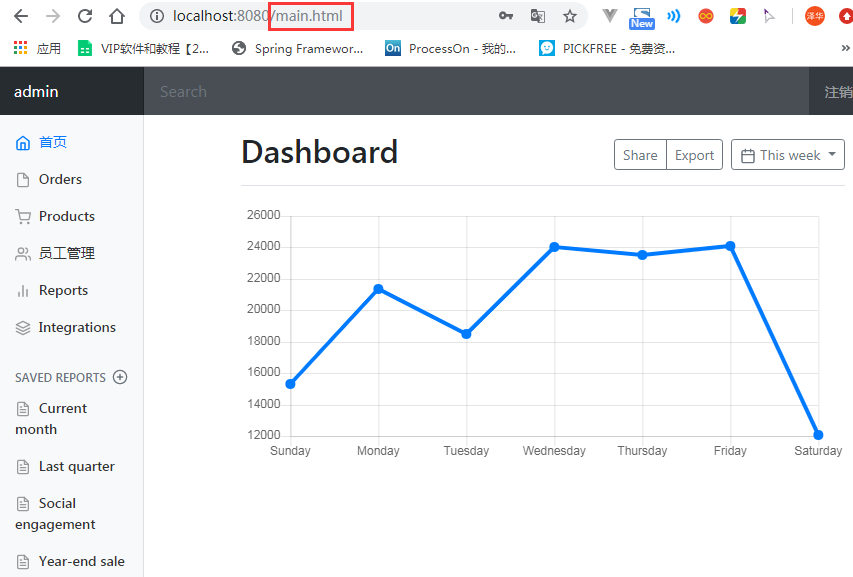 localhost:8080/main.html
New
泽华
应用
VIP软件和教程【2...
Spring Framewor...
On
ProcessOn - 我的...
PICKFREE - 免费资...
»
admin
Search
注销
首页
Orders
Products
员工管理
Reports
Integrations
SAVED REPORTS
Current
month
Last quarter
Social
engagement
Year-end sale
Dashboard
Share
Export
This week
26000
24000
22000
20000
18000
16000
14000
12000
Sunday Monday Tuesday Wednesday Thursday Friday Saturday